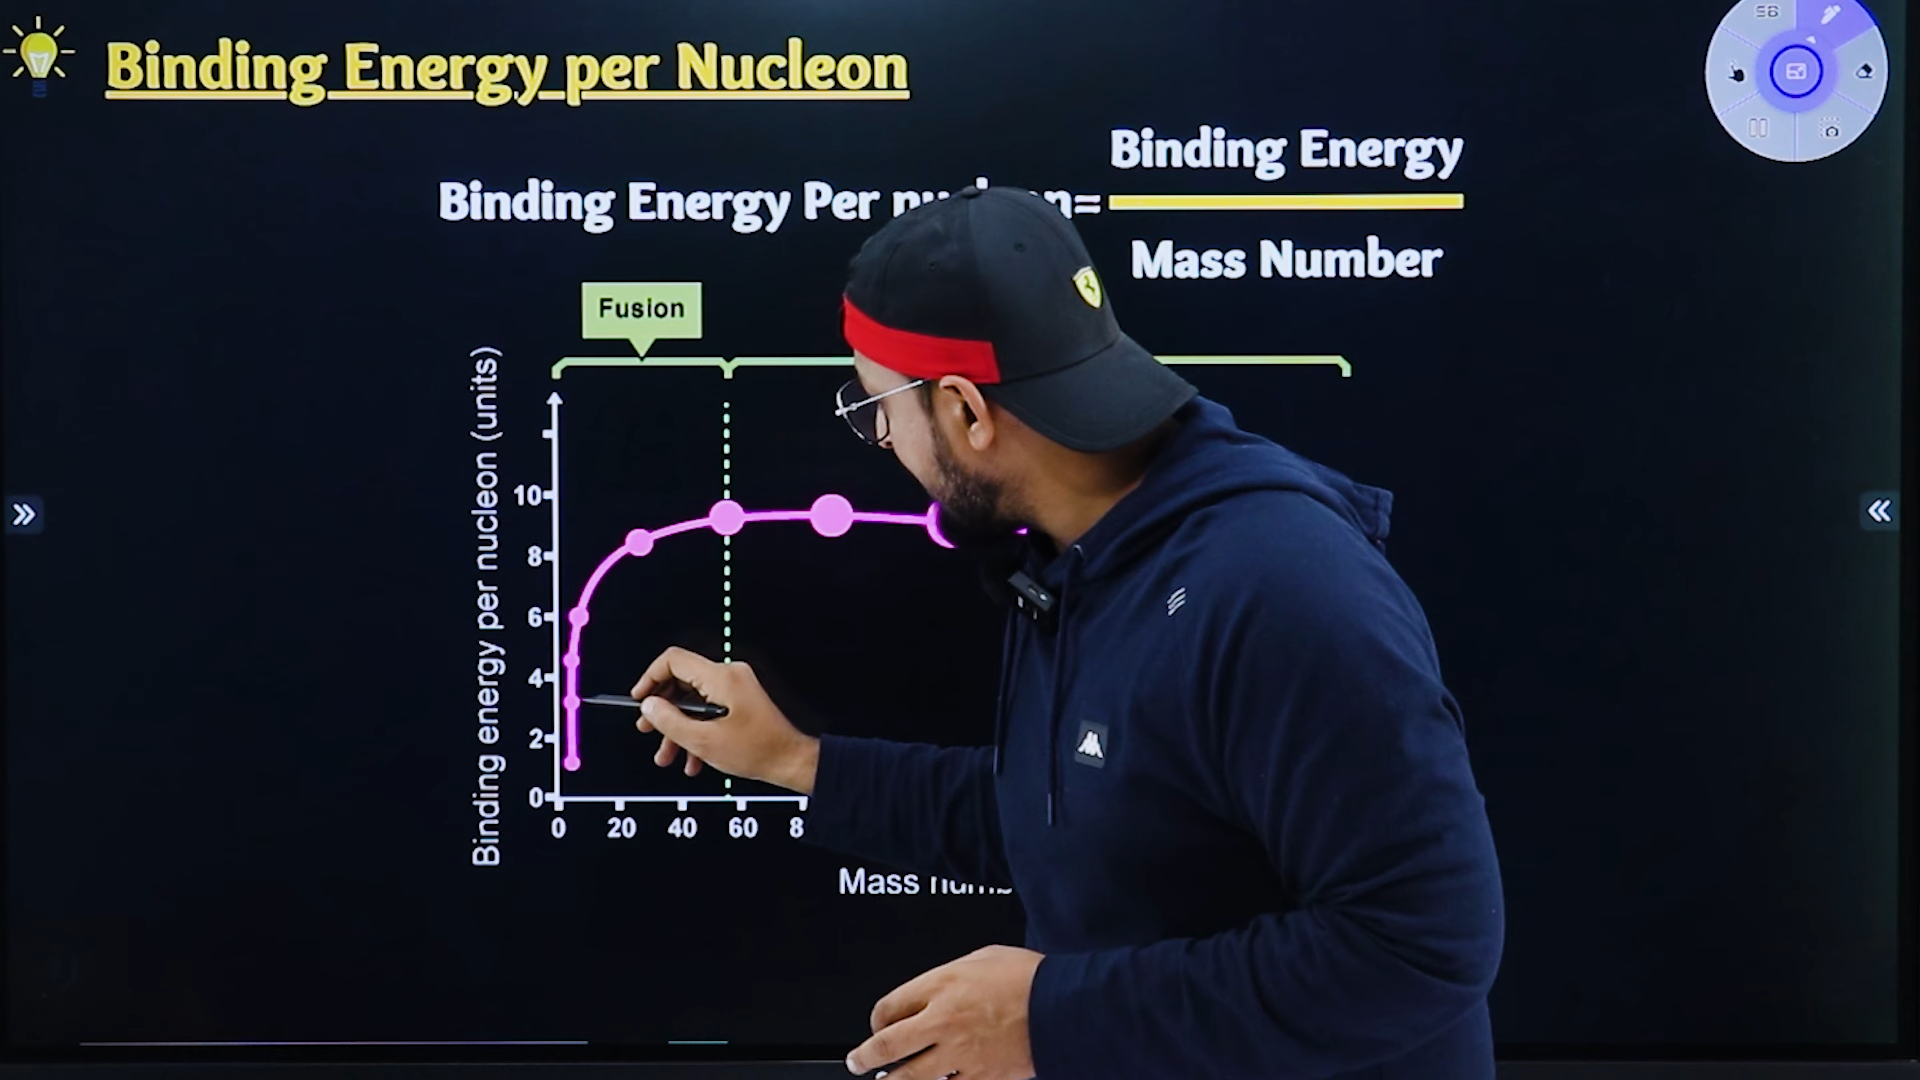 Binding Energy per Nucleon
Binding Energy
Binding Energy Per =
Mass Number
Fusion
Binding energy per nucleon (units)
10
8
6
4
2
0
0 20 40 60 8
Mass